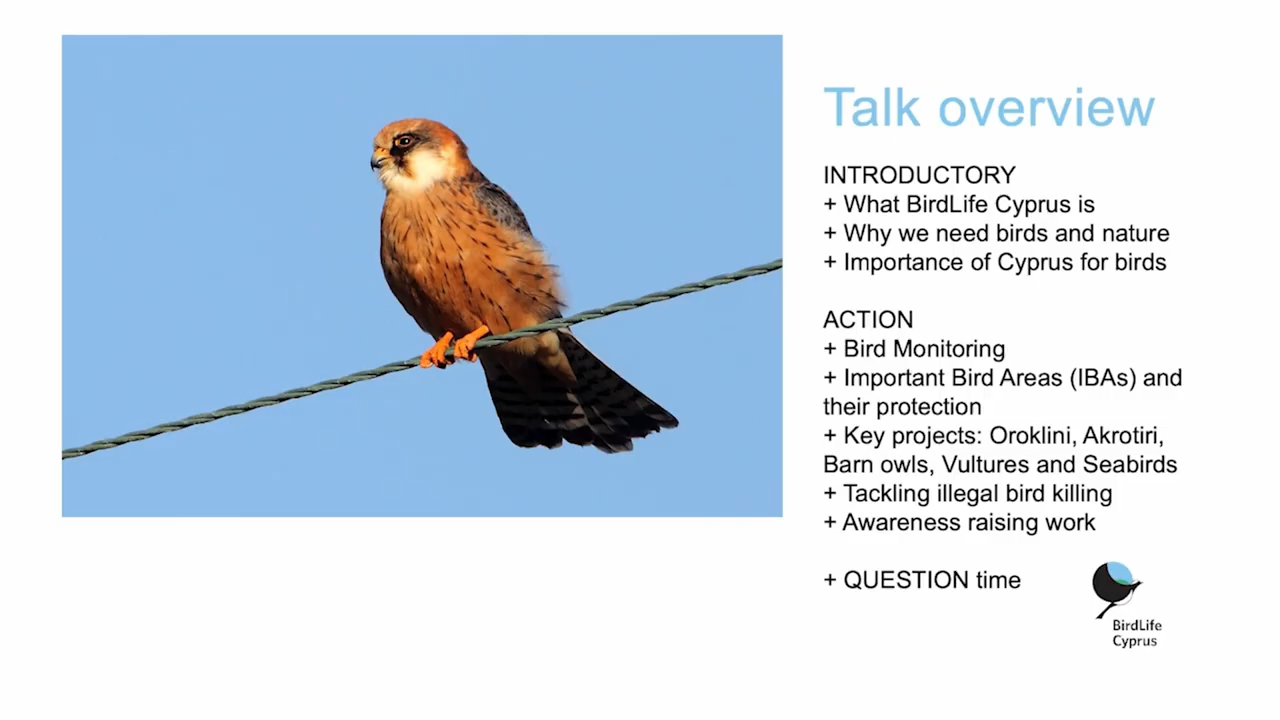 Talk overview
INTRODUCTORY
+ What BirdLife Cyprus is
+ Why we need birds and nature
+ Importance of Cyprus for birds
ACTION
+ Bird Monitoring
+ Important Bird Areas (IBAs) and
their protection
+ Key projects: Oroklini, Akrotiri,
Barn owls, Vultures and Seabirds
+ Tackling illegal bird killing
+ Awareness raising work
+ QUESTION time
BirdLife
Cyprus